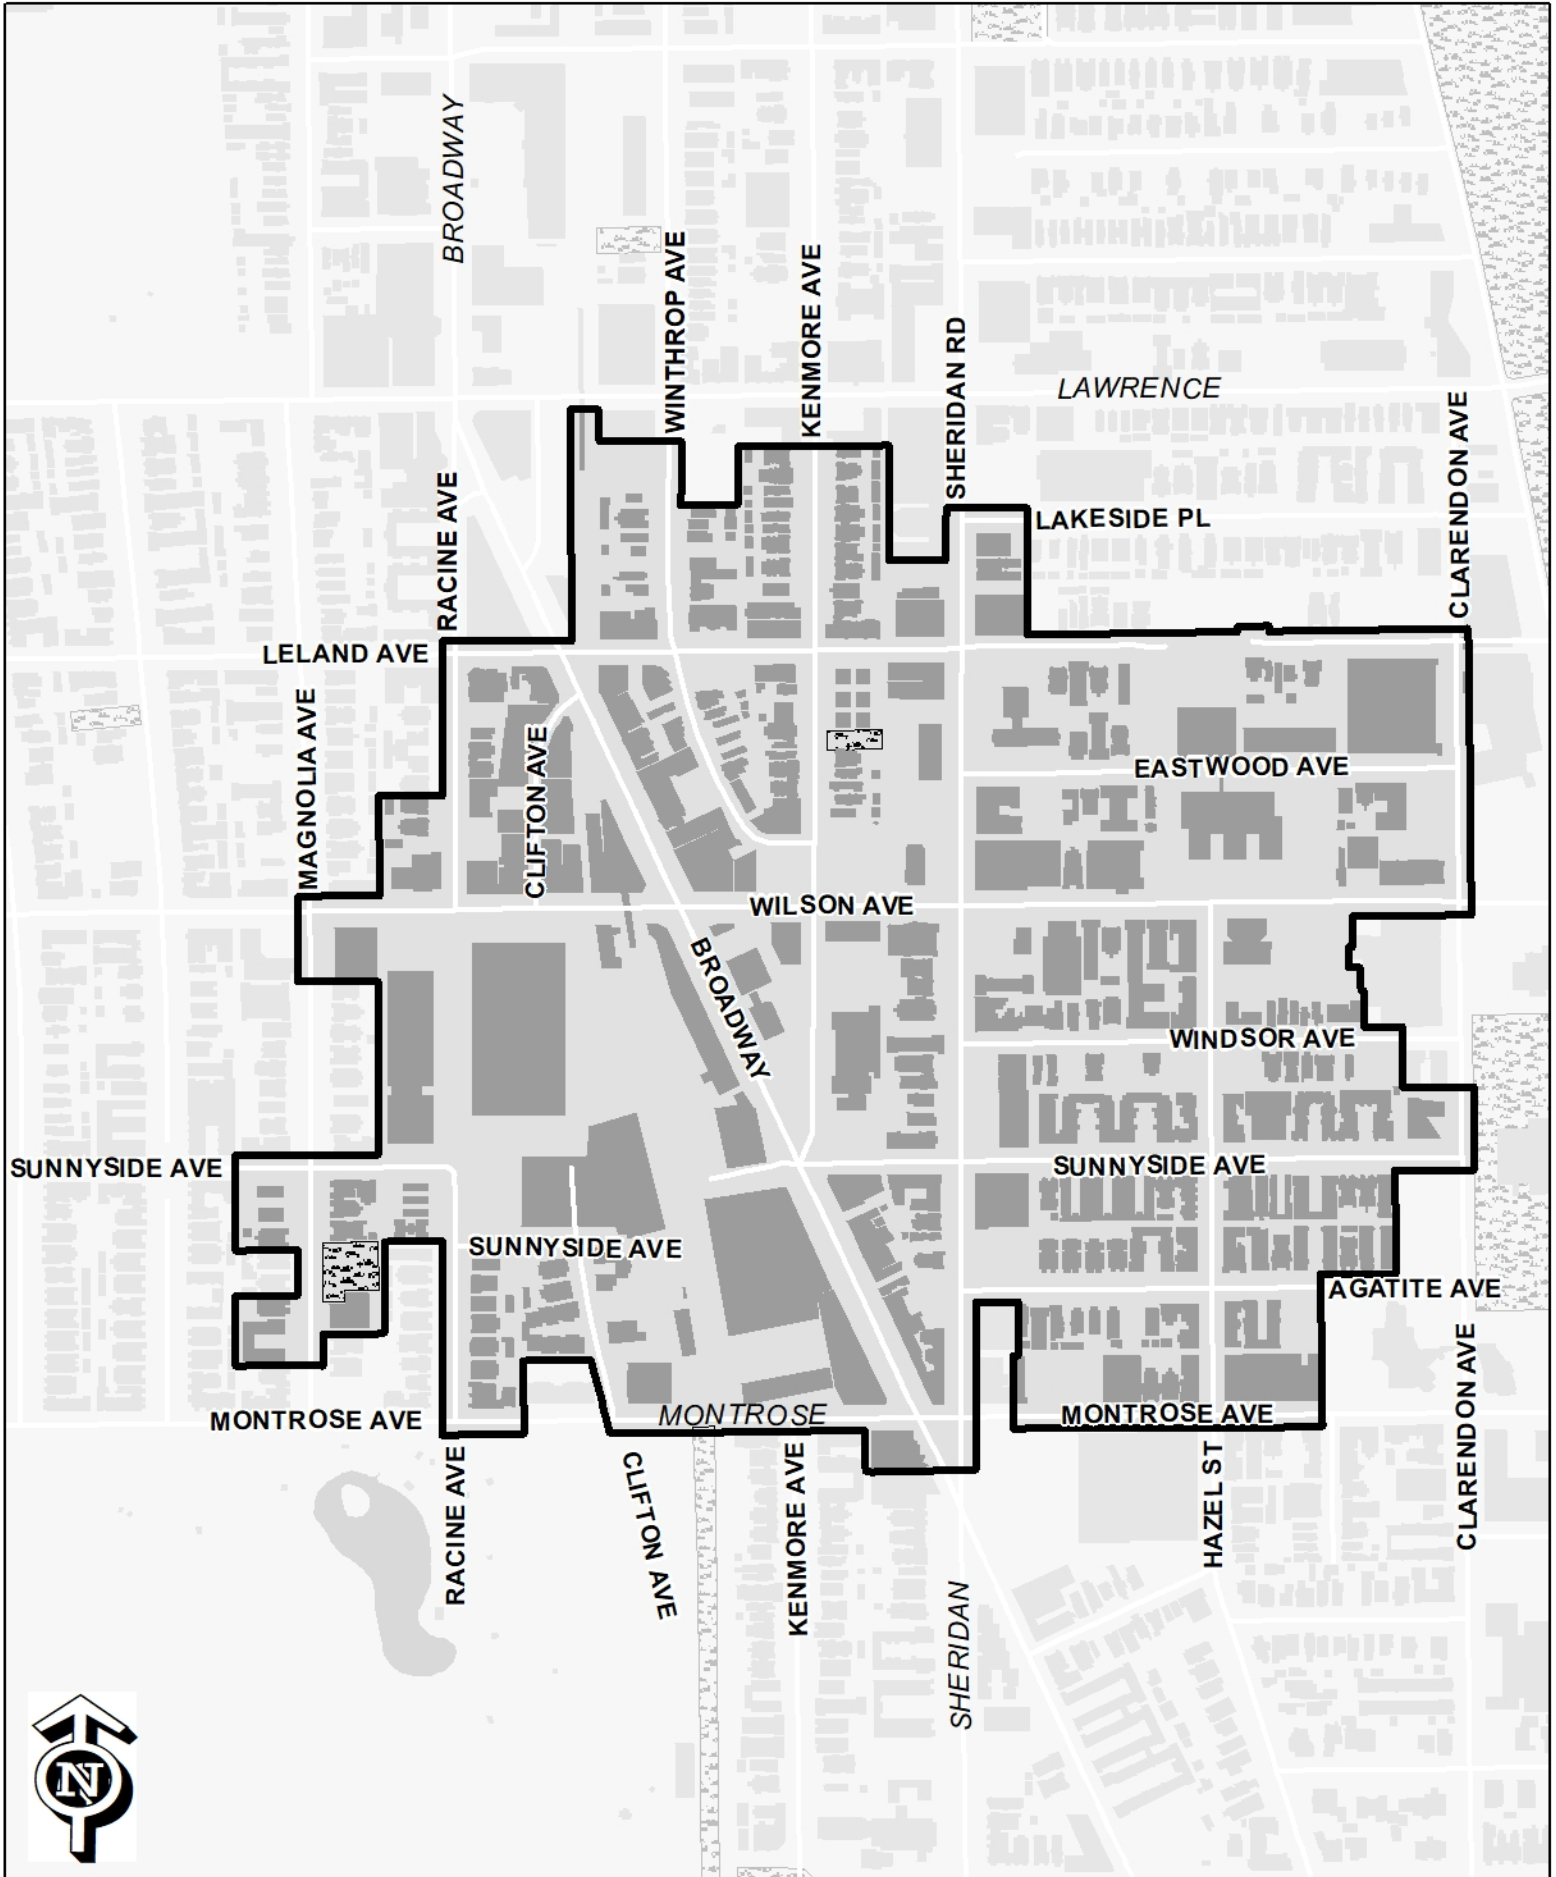 BROADWAY
WINTHROP AVE
KENMORE AVE
SHERIDAN RD
LAWRENCE
CLARENDON AVE
RACINE AVE
LAKESIDE PL
LELAND AVE
MAGNOLIA AVE
CLIFTON AVE
EASTWOOD AVE
WILSON AVE
BROADWAY
WINDSOR AVE
SUNNYSIDE AVE
SUNNYSIDE AVE
SUNNYSIDE AVE
AGATITE AVE
MONTROSE AVE
MONTROSE
MONTROSE AVE
CLARENDON AVE
RACINE AVE
CLIFTON AVE
KENMORE AVE
HAZEL ST
SHERIDAN
N